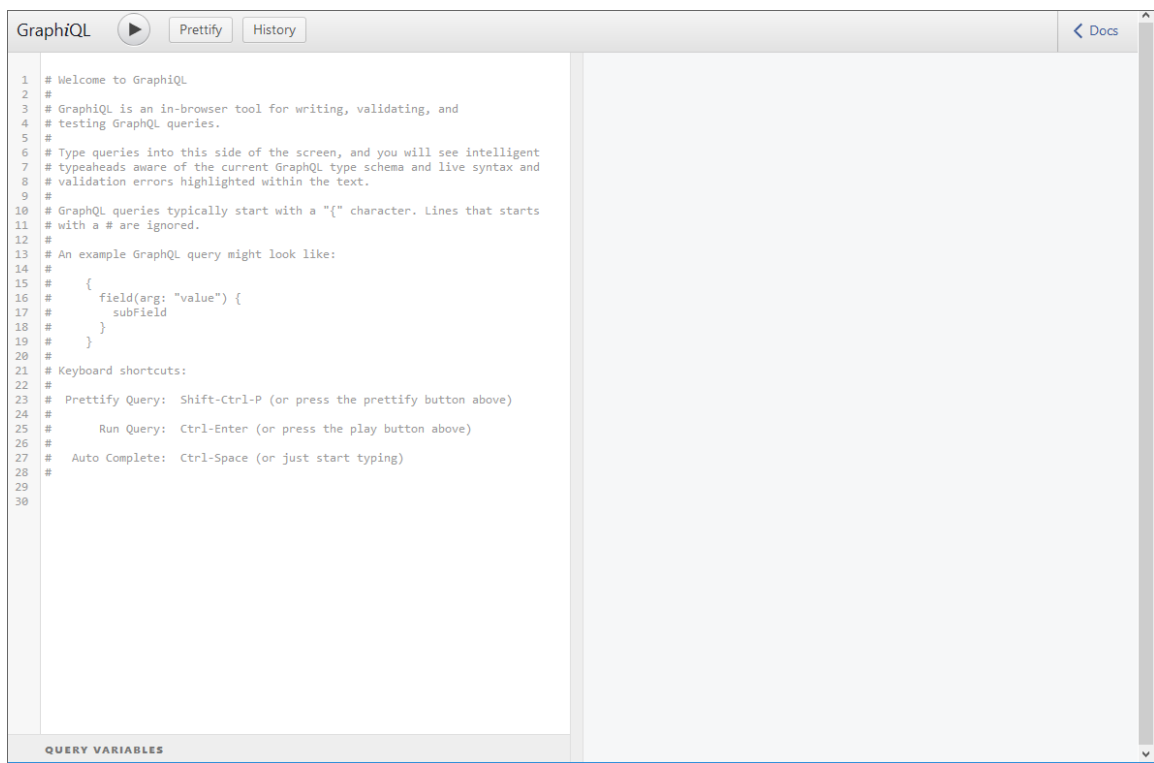 GraphiQL
Prettify
History
Docs
1 # Welcome to GraphiQL
2 #
3 # GraphiQL is an in-browser tool for writing, validating, and
4 # testing GraphQL queries.
5 #
6 # Type queries into this side of the screen, and you will see intelligent
7 # typeaheads aware of the current GraphQL type schema and live syntax and
8 # validation errors highlighted within the text.
9 #
10 # GraphQL queries typically start with a "{" character. Lines that starts
11 # with a # are ignored.
12 #
13 # An example GraphQL query might look like:
14 #
15 #     {
16 #       field(arg: "value") {
17 #         subField
18 #       }
19 #     }
20 #
21 # Keyboard shortcuts:
22 #
23 #  Prettify Query:  Shift-Ctrl-P (or press the prettify button above)
24 #
25 #       Run Query:  Ctrl-Enter (or press the play button above)
26 #
27 #   Auto Complete:  Ctrl-Space (or just start typing)
28 #
29
30
QUERY VARIABLES